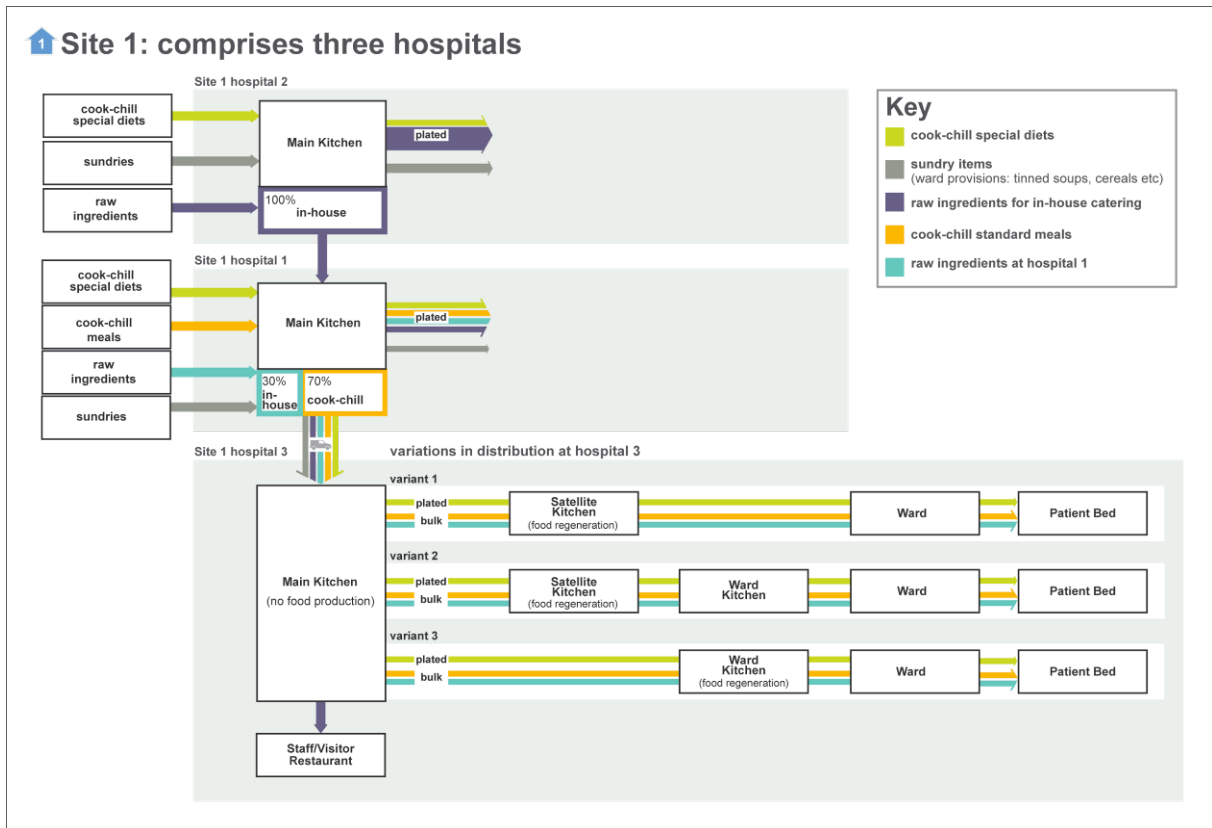 1
Site 1: comprises three hospitals
Site 1 hospital 2
cook-chill
special diets
sundries
raw
ingredients
Main Kitchen
100%
in-house
plated
Key
cook-chill special diets
sundry items
(ward provisions: tinned soups, cereals etc)
raw ingredients for in-house catering
cook-chill standard meals
raw ingredients at hospital 1
Site 1 hospital 1
cook-chill
special diets
cook-chill
meals
raw
ingredients
sundries
Main Kitchen
30%
in-
house
70%
cook-chill
plated
Site 1 hospital 3
variations in distribution at hospital 3
Main Kitchen
(no food production)
variant 1
plated
bulk
Satellite
Kitchen
(food regeneration)
Ward
Patient Bed
variant 2
plated
bulk
Satellite
Kitchen
(food regeneration)
Ward
Kitchen
Ward
Patient Bed
variant 3
plated
bulk
Ward
Kitchen
(food regeneration)
Ward
Patient Bed
Staff/Visitor
Restaurant